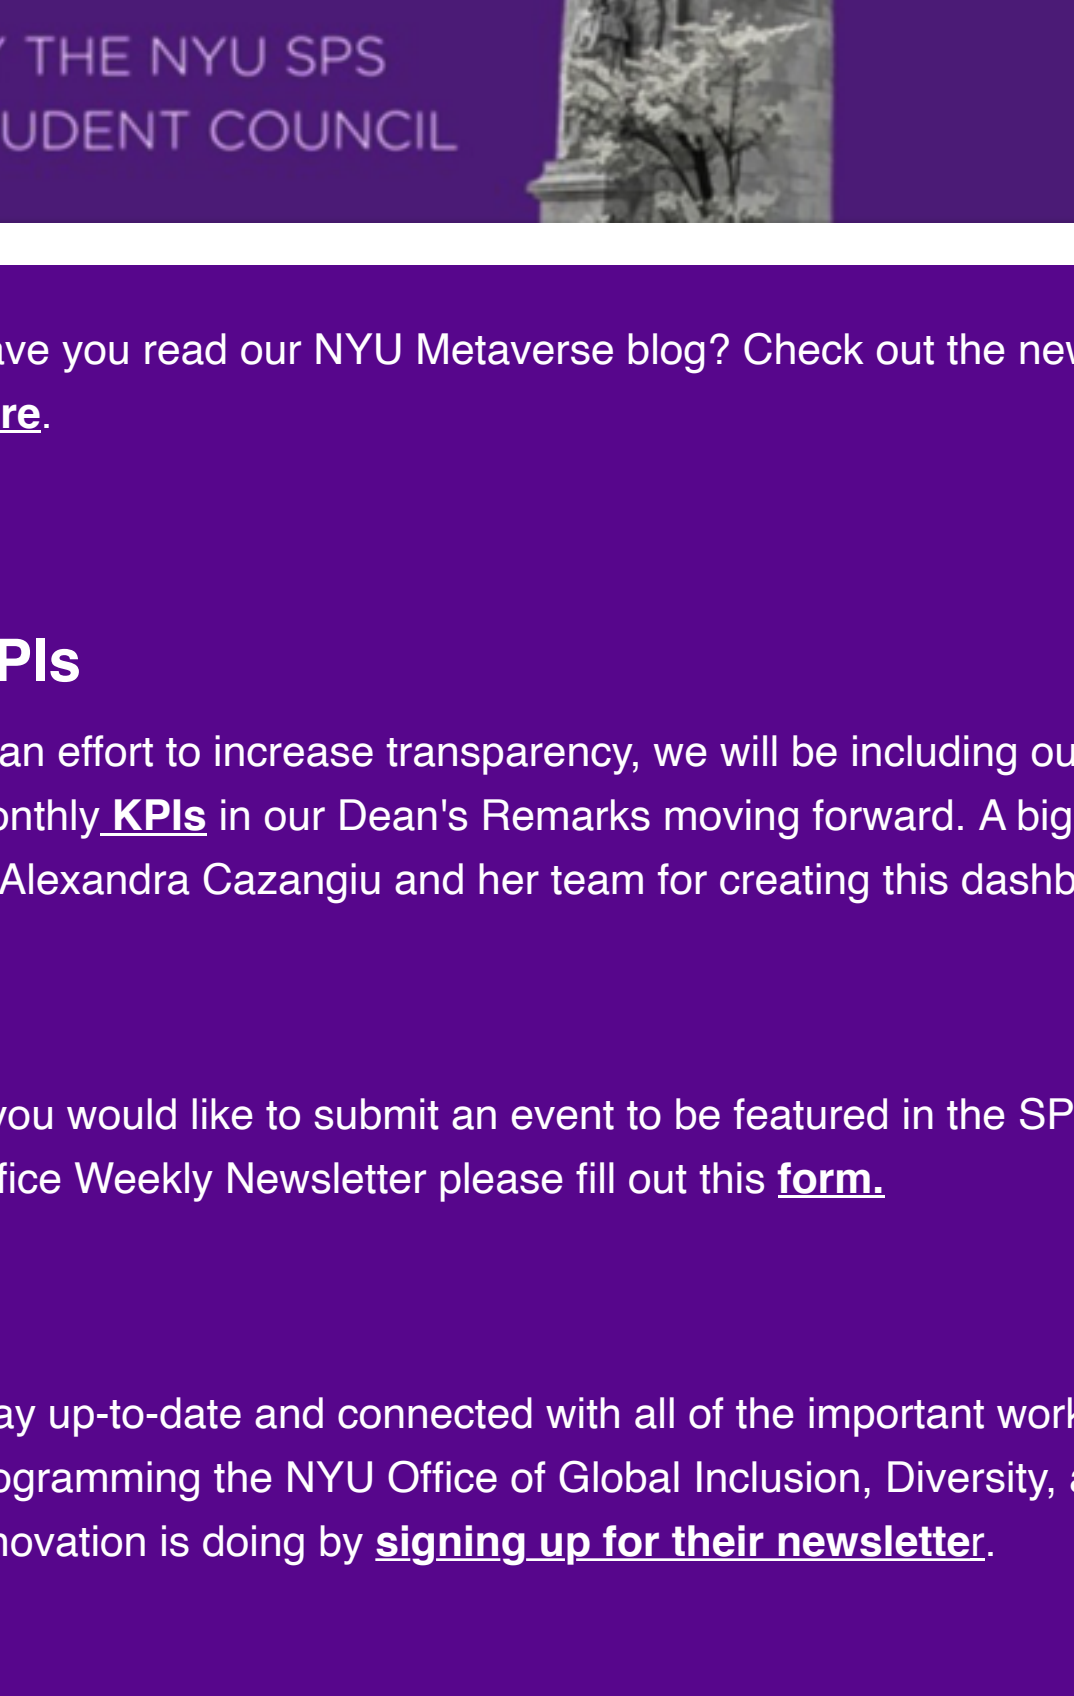 THE NYU SPS
UDENT COUNCIL
ave you read our NYU Metaverse blog? Check out the new
re.
PIs
an effort to increase transparency, we will be including ou
onthly KPIs in our Dean's Remarks moving forward. A big
Alexandra Cazangiu and her team for creating this dashb
you would like to submit an event to be featured in the SP
fice Weekly Newsletter please fill out this form.
ay up-to-date and connected with all of the important work
ogramming the NYU Office of Global Inclusion, Diversity,
novation is doing by signing up for their newsletter.